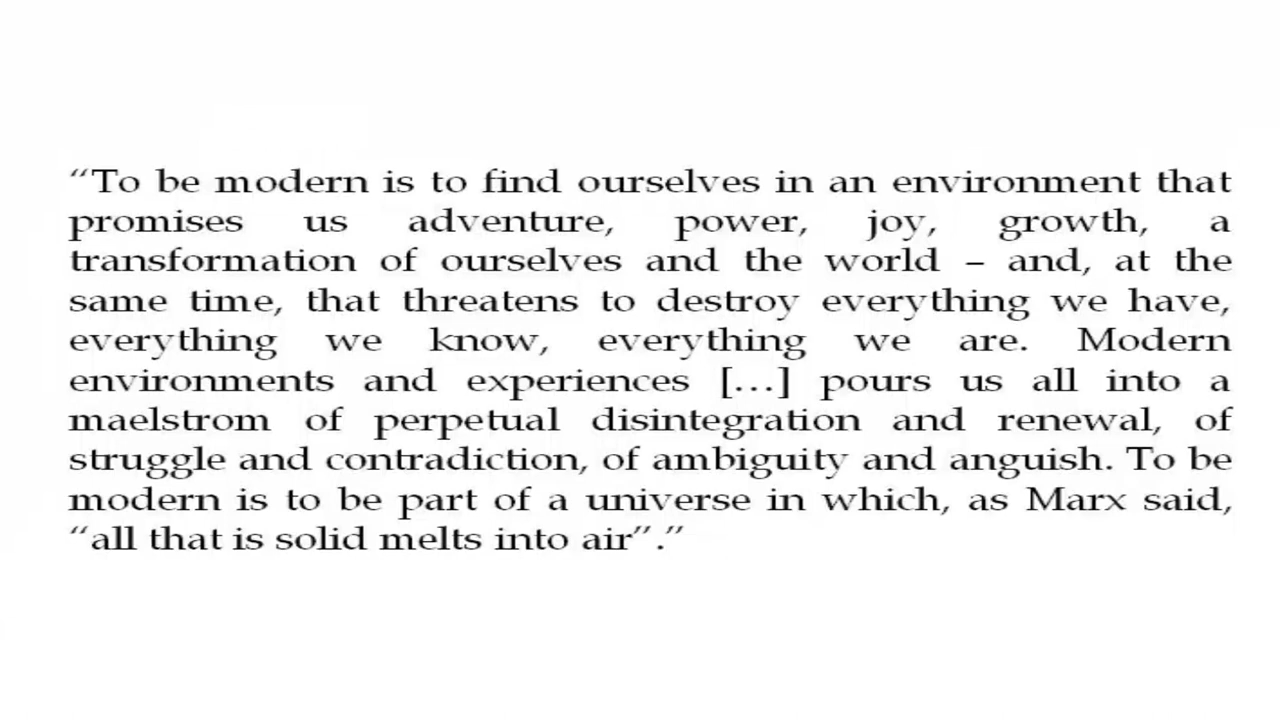 “To be modern is to find ourselves in an environment that
promises us adventure, power, joy, growth, a
transformation of ourselves and the world – and, at the
same time, that threatens to destroy everything we have,
everything we know, everything we are. Modern
environments and experiences […] pours us all into a
maelstrom of perpetual disintegration and renewal, of
struggle and contradiction, of ambiguity and anguish. To be
modern is to be part of a universe in which, as Marx said,
“all that is solid melts into air”.”